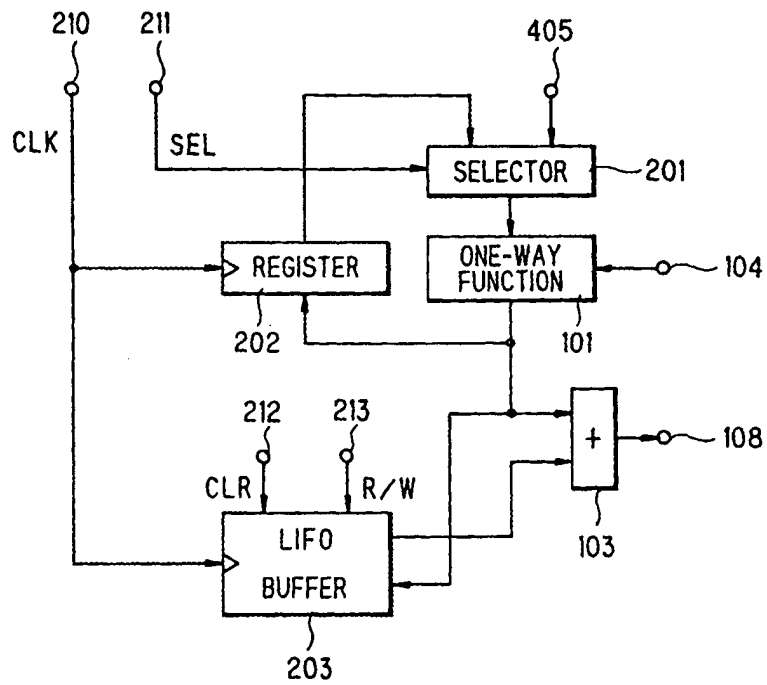 210
211
405
CLK
SEL
SELECTOR
201
REGISTER
ONE-WAY
FUNCTION
104
202
101
212
213
+
108
CLR
R/W
103
LIFO
BUFFER
203